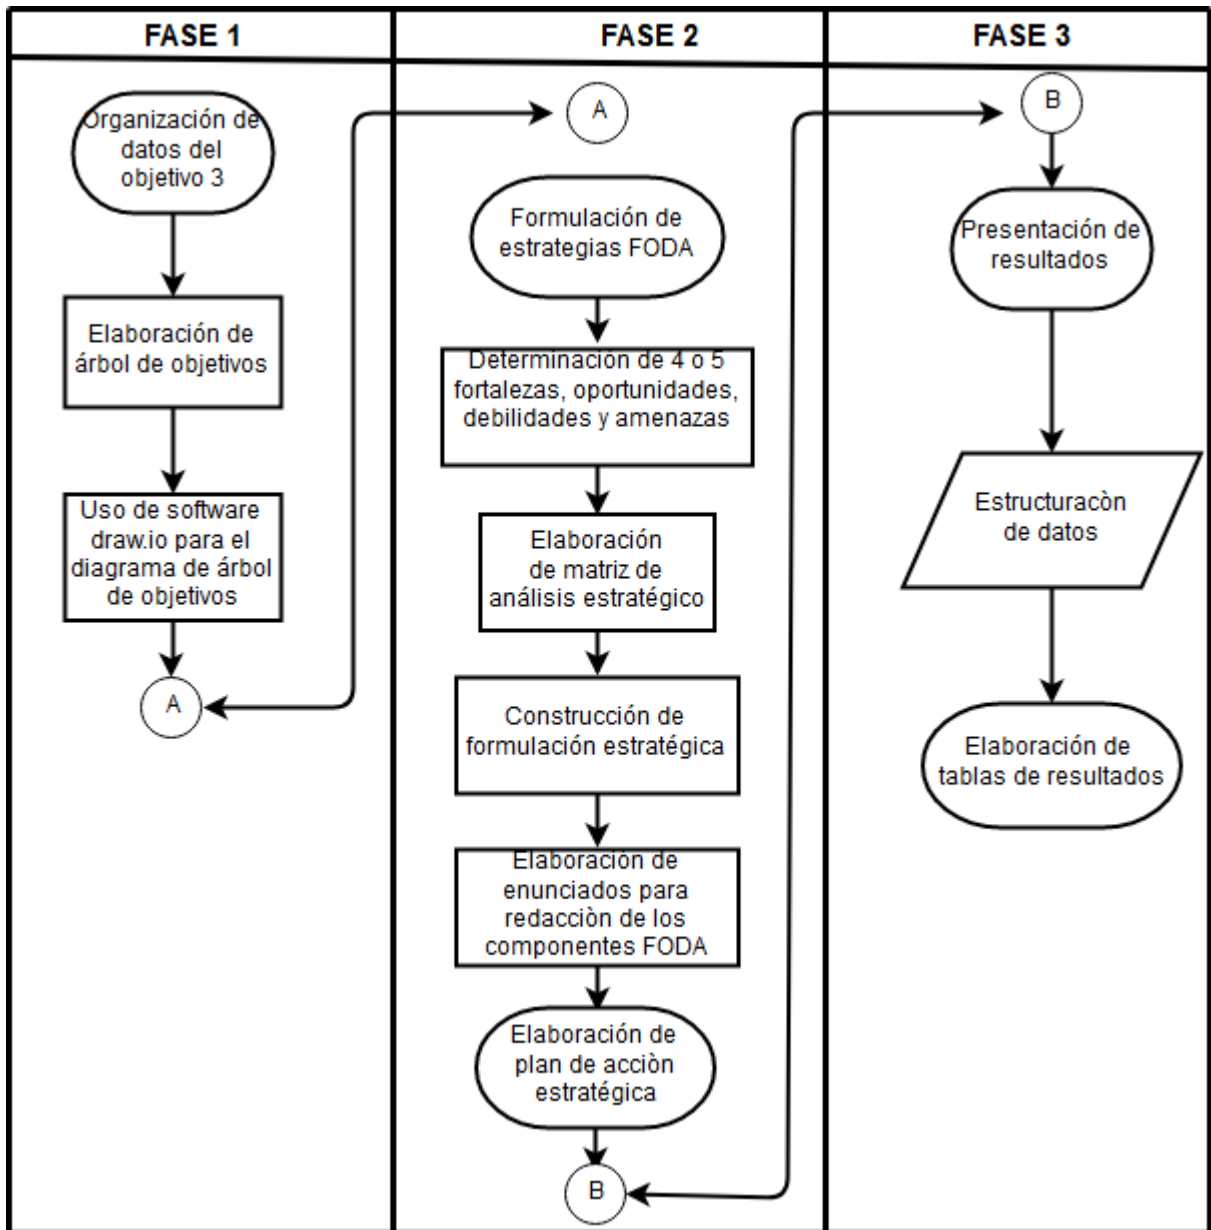 FASE 1
Organización de
datos del
objetivo 3
Elaboración de
árbol de objetivos
Uso de software
draw.io para el
diagrama de árbol
de objetivos
A
FASE 2
A
Formulación de
estrategias FODA
Determinación de 4 o 5
fortalezas, oportunidades,
debilidades y amenazas
Elaboración
de matriz de
análisis estratégico
Construcción de
formulación estratégica
Elaboración de
enunciados para
redacciòn de los
componentes FODA
Elaboración de
plan de acciòn
estratégica
B
FASE 3
B
Presentación de
resultados
Estructuracòn
de datos
Elaboración de
tablas de resultados